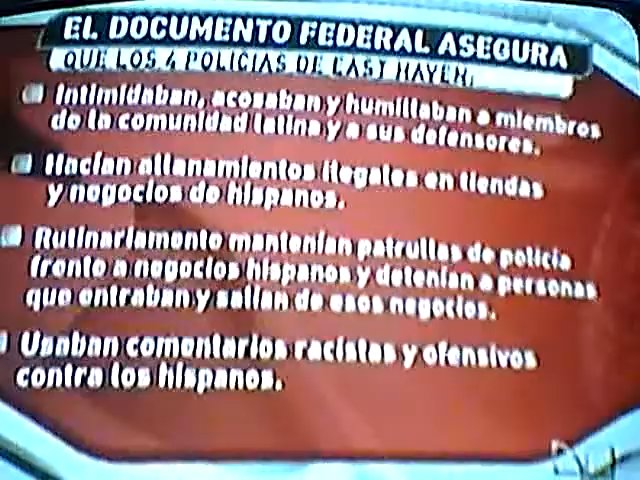 EL DOCUMENTO FEDERAL ASEGURA
QUE LOS 4 POLICIAS DE EAST HAVEN:
Intimidaban, acosaban y humillaban a miembros
de la comunidad latina y a sus defensores.
Hacían allanamientos ilegales en tiendas
y negocios de hispanos.
Rutinariamente mantenían patrullas de policía
frente a negocios hispanos y detenían a personas
que entraban y salían de esos negocios.
Usaban comentarios racistas y ofensivos
contra los hispanos.